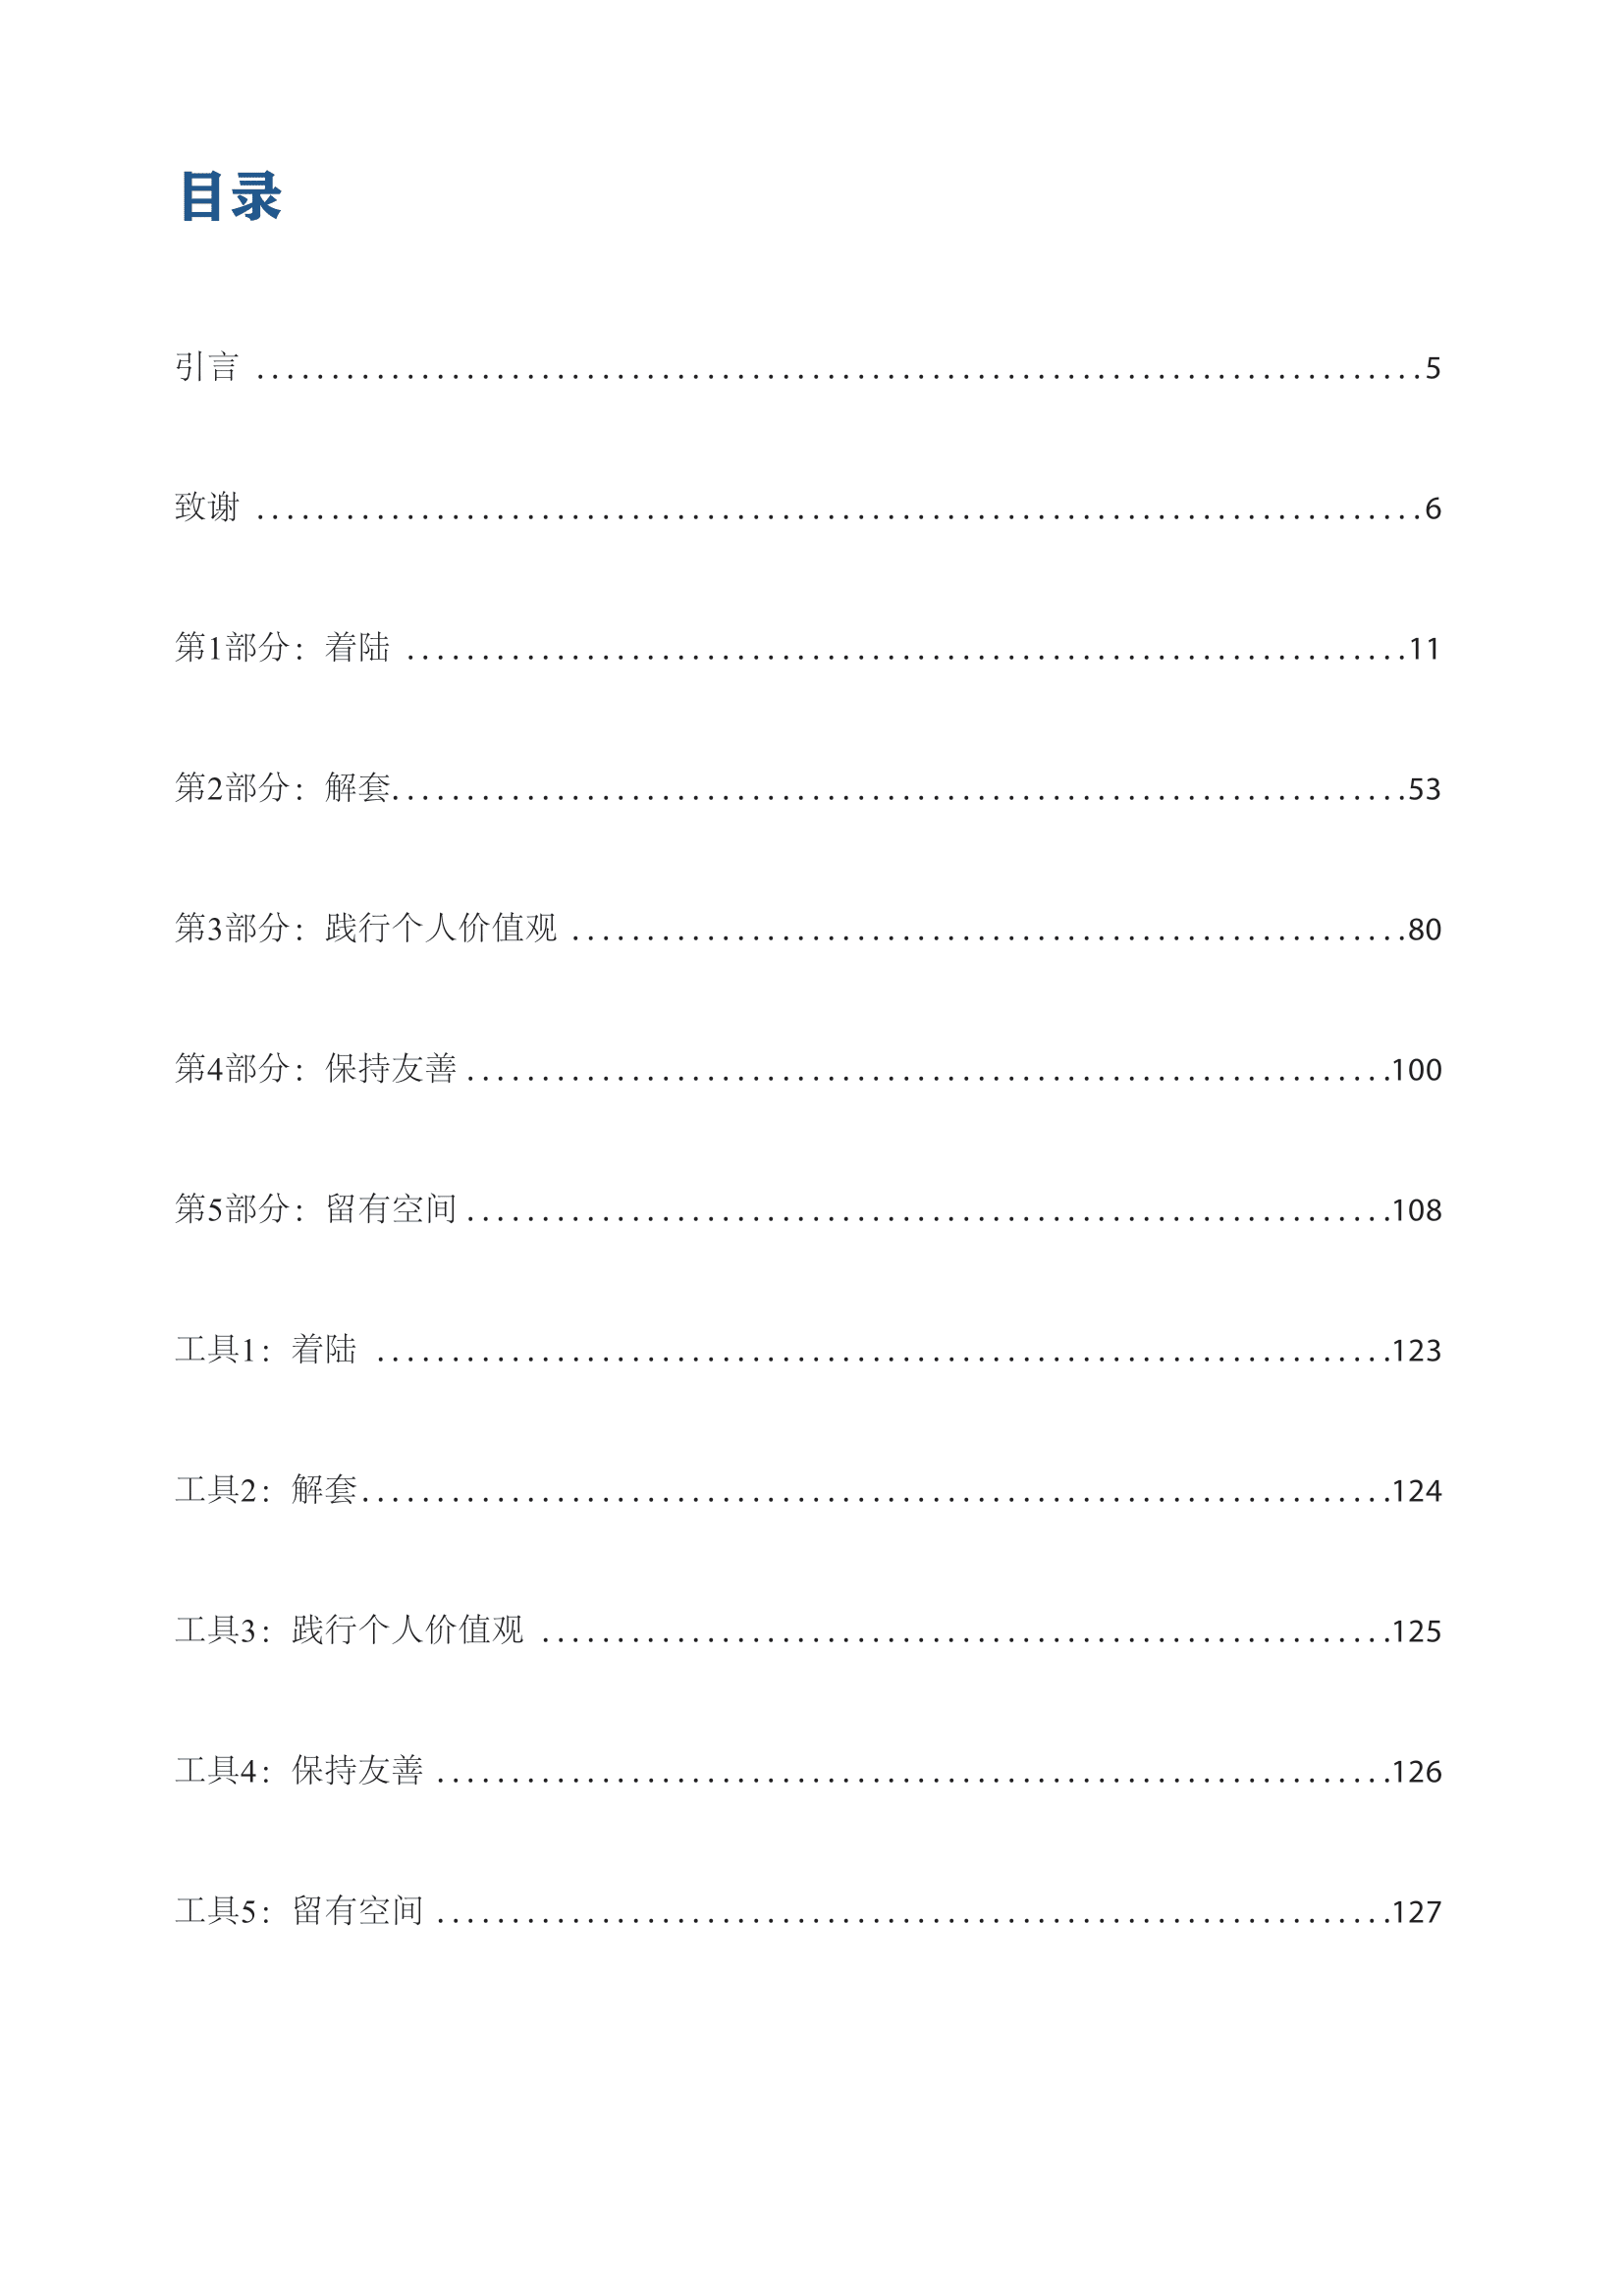 目录
引言 ........................................................................5
致谢 ........................................................................6
第1部分：着陆 ..............................................................11
第2部分：解套...............................................................53
第3部分：践行个人价值观 ....................................................80
第4部分：保持友善 .........................................................100
第5部分：留有空间 .........................................................108
工具1：着陆 ...............................................................123
工具2：解套................................................................124
工具3：践行个人价值观 .....................................................125
工具4：保持友善 ...........................................................126
工具5：留有空间 ...........................................................127